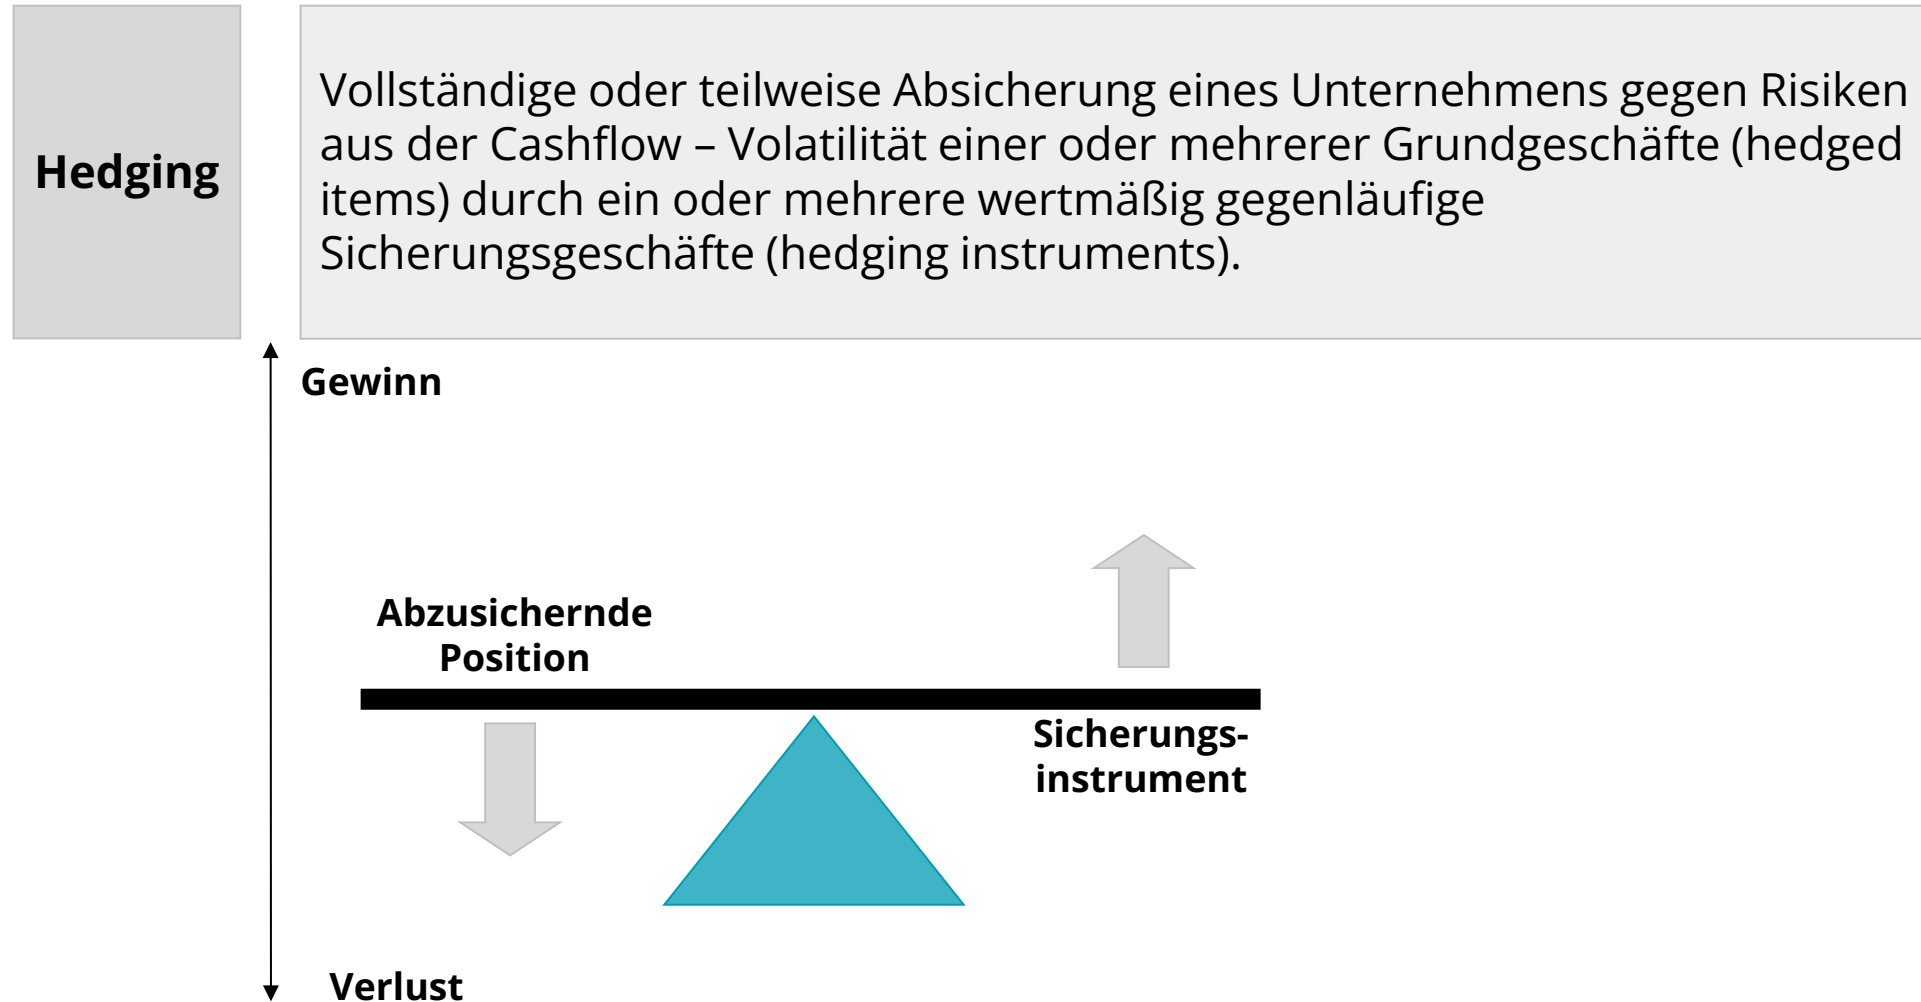 Hedging
Vollständige oder teilweise Absicherung eines Unternehmens gegen Risiken
aus der Cashflow – Volatilität einer oder mehrerer Grundgeschäfte (hedged
items) durch ein oder mehrere wertmäßig gegenläufige
Sicherungsgeschäfte (hedging instruments).
Gewinn
Abzusichernde
Position
Sicherungs-
instrument
Verlust